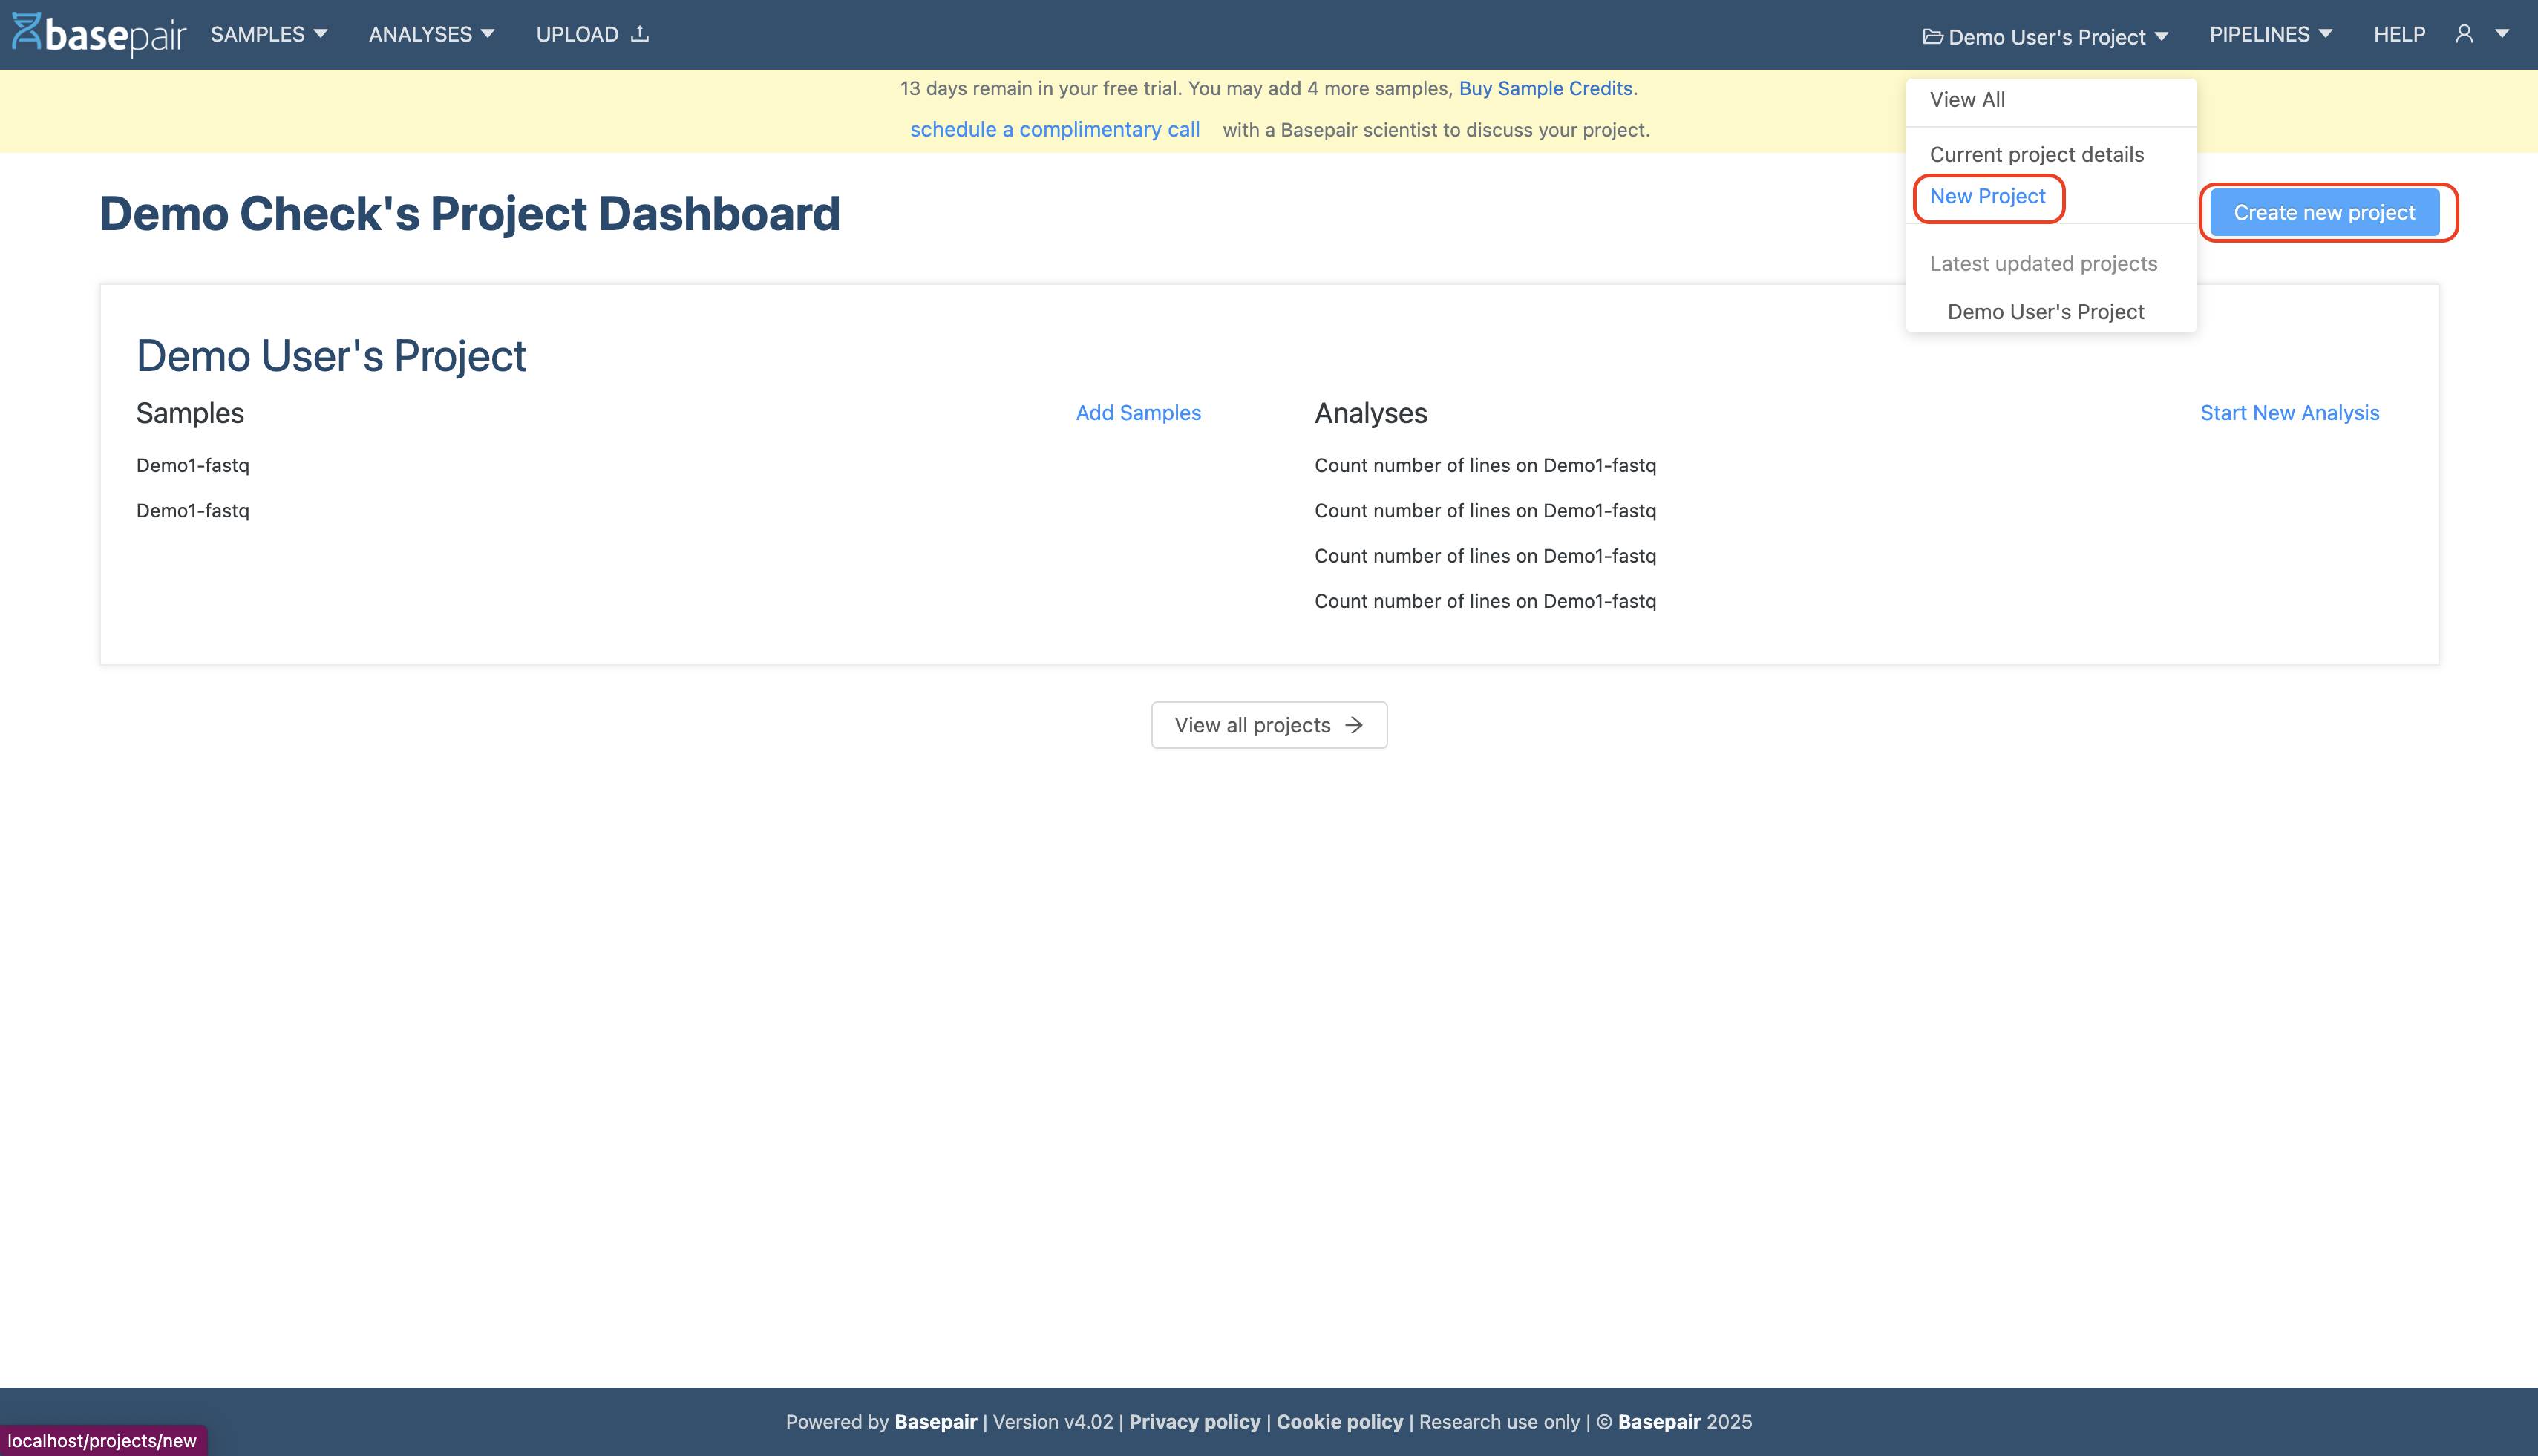 basepair SAMPLES ANALYSES UPLOAD Demo User's Project PIPELINES HELP
13 days remain in your free trial. You may add 4 more samples, Buy Sample Credits.
schedule a complimentary call with a Basepair scientist to discuss your project.
View All
Current project details
New Project
Latest updated projects
Demo User's Project
Demo Check's Project Dashboard
Create new project
Demo User's Project
Samples
Add Samples
Demo1-fastq
Demo1-fastq
Analyses
Start New Analysis
Count number of lines on Demo1-fastq
Count number of lines on Demo1-fastq
Count number of lines on Demo1-fastq
Count number of lines on Demo1-fastq
View all projects
Powered by Basepair | Version v4.02 | Privacy policy | Cookie policy | Research use only | © Basepair 2025
localhost/projects/new